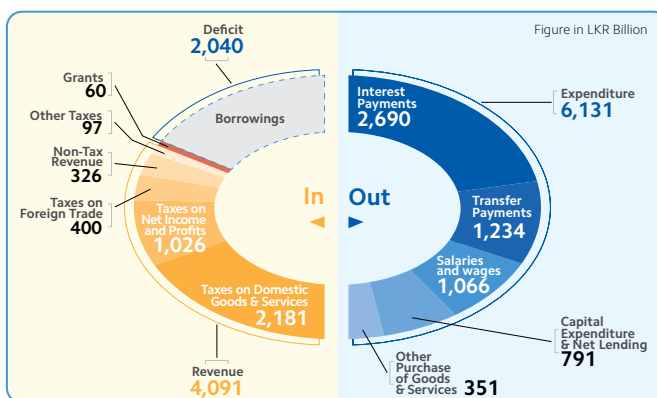 Figure in LKR Billion
Deficit
2,040
Grants
60
Other Taxes
97
Non-Tax
Revenue
326
Taxes on
Foreign Trade
400
Borrowings
Taxes on
Net Income
and Profits
1,026
Taxes on Domestic
Goods & Services
2,181
Revenue
4,091
In
Out
Interest
Payments
2,690
Expenditure
6,131
Transfer
Payments
1,234
Salaries
and wages
1,066
Capital
Expenditure
& Net Lending
791
Other
Purchase
of Goods
& Services 351